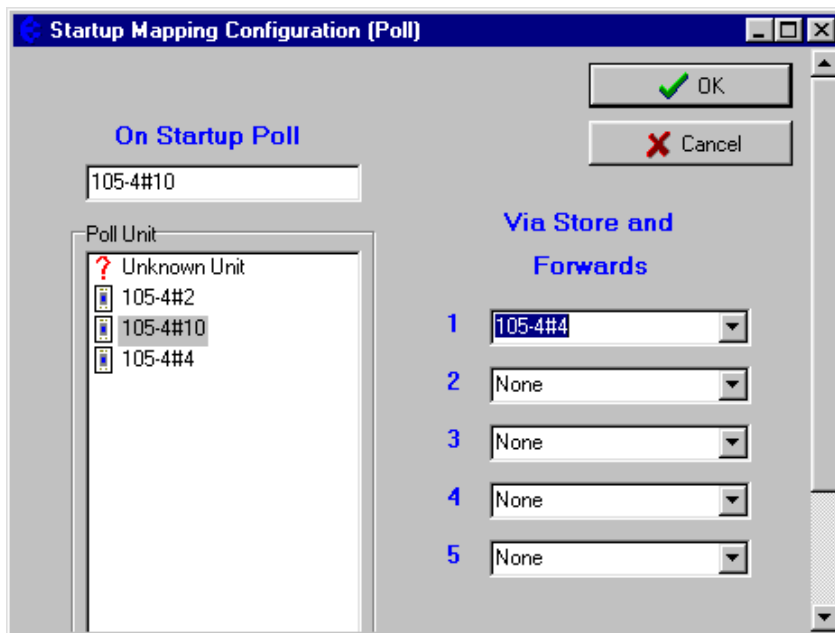 Startup Mapping Configuration (Poll)
OK
Cancel
On Startup Poll
105-4#10
Poll Unit
Unknown Unit
105-4#2
105-4#10
105-4#4
Via Store and
Forwards
1 105-4#4
2 None
3 None
4 None
5 None